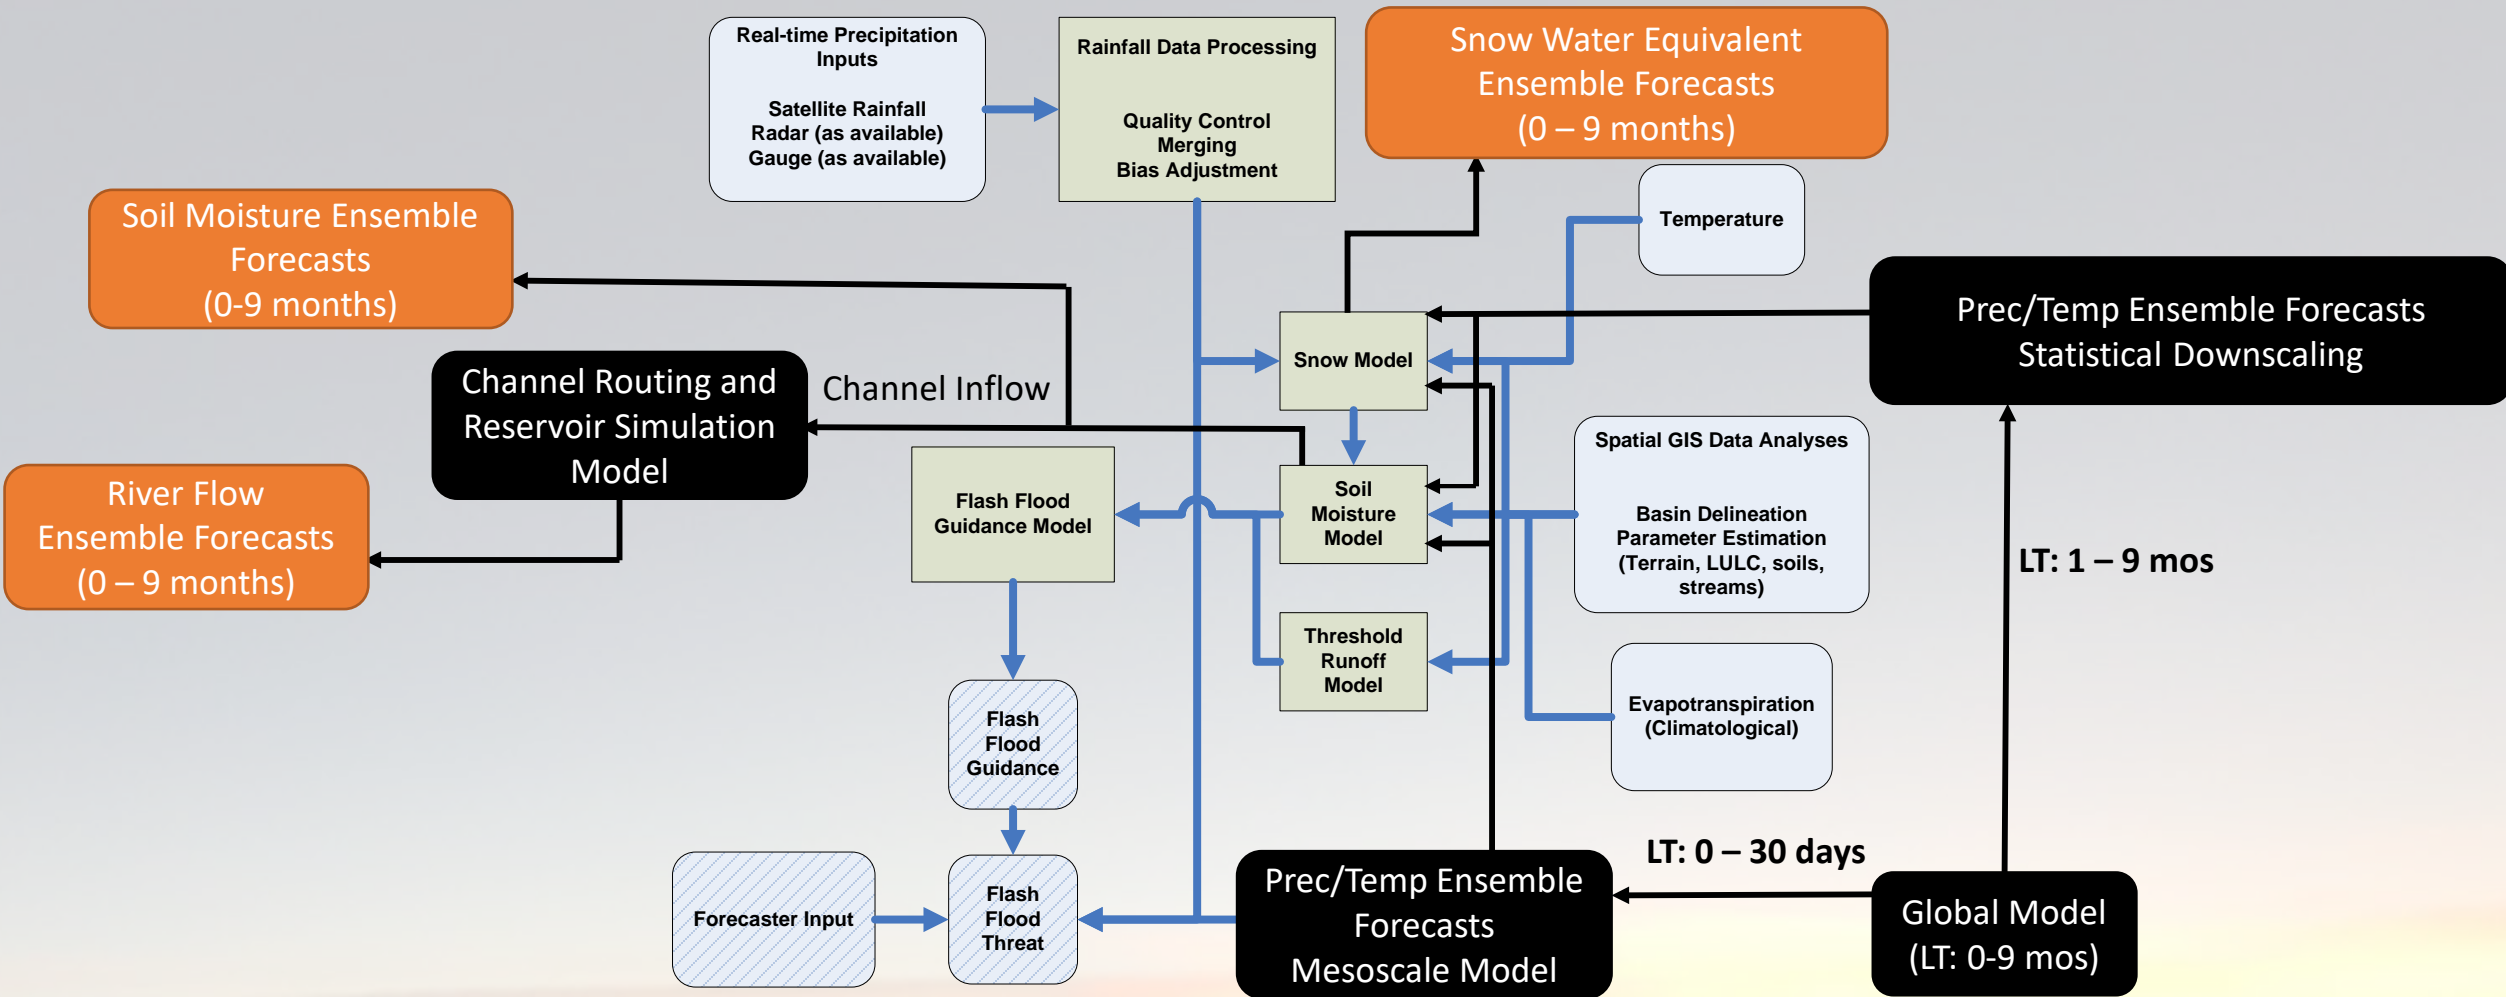 Real-time Precipitation
Inputs
Satellite Rainfall
Radar (as available)
Gauge (as available)
Rainfall Data Processing
Quality Control
Merging
Bias Adjustment
Snow Water Equivalent
Ensemble Forecasts
(0 – 9 months)
Soil Moisture Ensemble
Forecasts
(0-9 months)
Temperature
Prec/Temp Ensemble Forecasts
Statistical Downscaling
Snow Model
Channel Routing and
Reservoir Simulation
Model
Channel Inflow
River Flow
Ensemble Forecasts
(0 – 9 months)
Flash Flood
Guidance Model
Soil
Moisture
Model
Spatial GIS Data Analyses
Basin Delineation
Parameter Estimation
(Terrain, LULC, soils,
streams)
LT: 1 – 9 mos
Threshold
Runoff
Model
Evapotranspiration
(Climatological)
Flash
Flood
Guidance
Forecaster Input
Flash
Flood
Threat
Prec/Temp Ensemble
Forecasts
Mesoscale Model
LT: 0 – 30 days
Global Model
(LT: 0-9 mos)